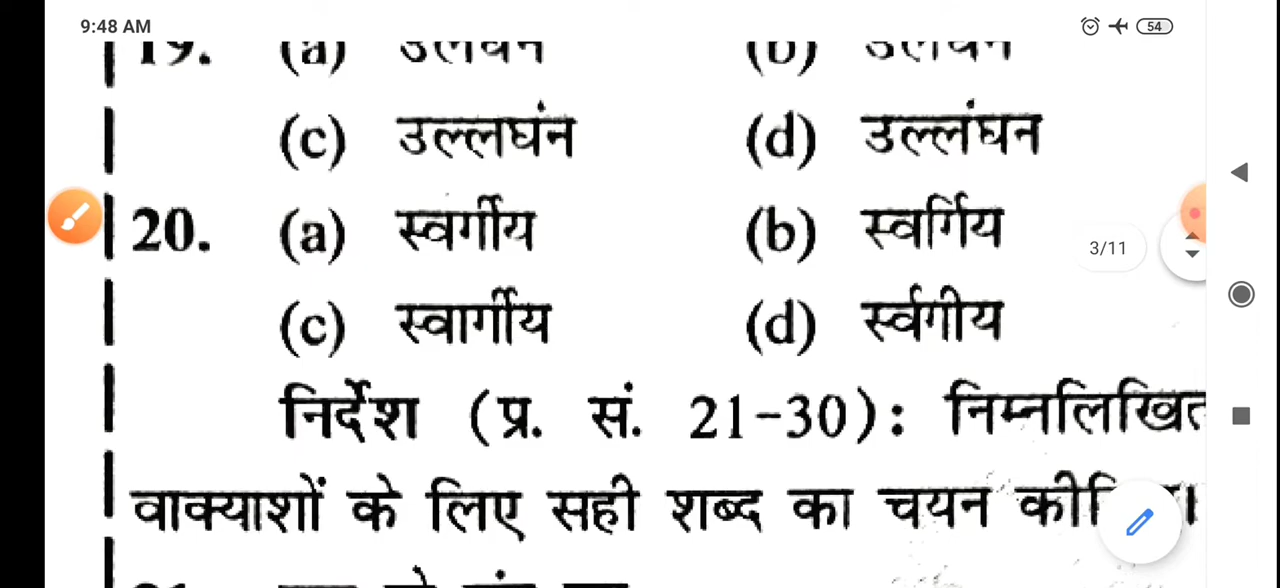 9:48 AM 54
19. (a) (b)
(c) उल्लघंन (d) उल्लंघन
20. (a) स्वर्गीय (b) स्वर्गिय
3/11
(c) स्वार्गीय (d) र्स्वगीय
निर्देश (प्र. सं. 21-30): निम्नलिखित
वाक्याशों के लिए सही शब्द का चयन